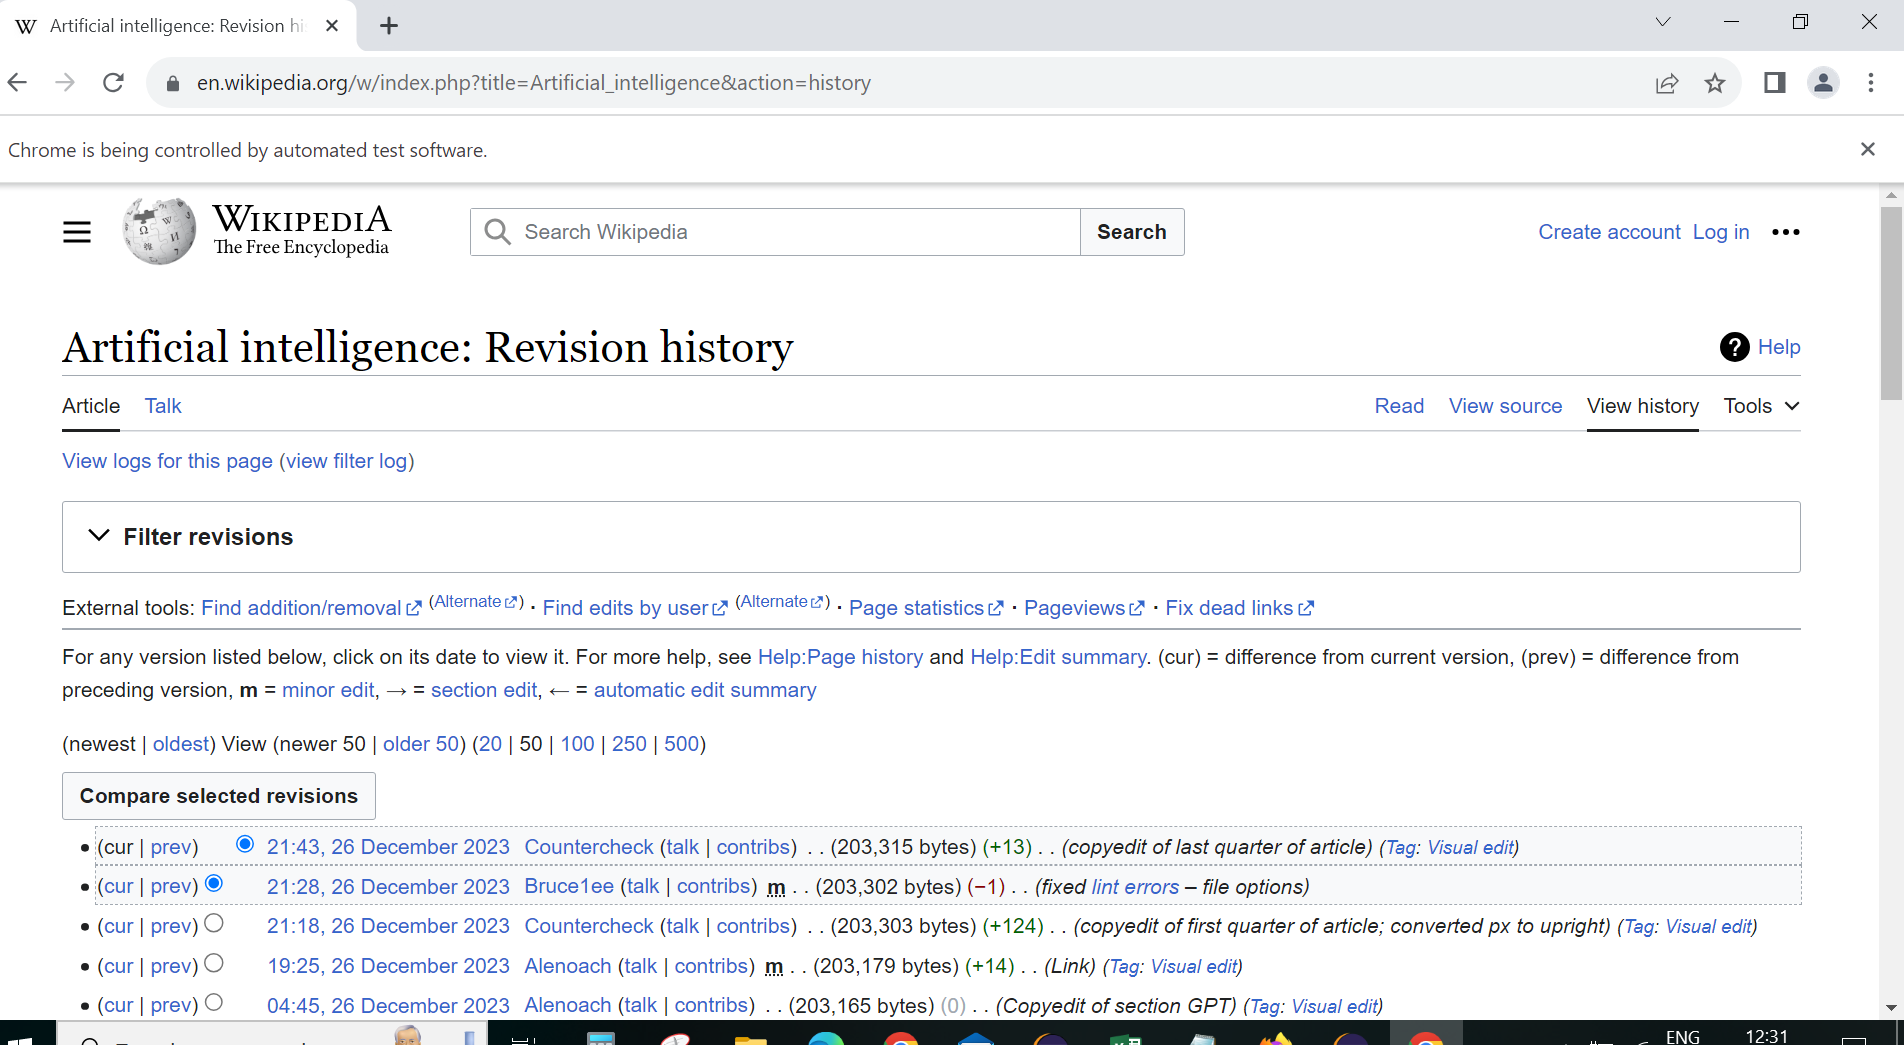 Artificial intelligence: Revision hi
en.wikipedia.org/w/index.php?title=Artificial_intelligence&action=history
Chrome is being controlled by automated test software.
WIKIPEDIA
The Free Encyclopedia
Search Wikipedia
Search
Create account Log in
Artificial intelligence: Revision history
Help
Article Talk
Read View source View history Tools
View logs for this page (view filter log)
Filter revisions
External tools: Find addition/removal (Alternate) · Find edits by user (Alternate) · Page statistics · Pageviews · Fix dead links
For any version listed below, click on its date to view it. For more help, see Help:Page history and Help:Edit summary. (cur) = difference from current version, (prev) = difference from
preceding version, m = minor edit, → = section edit, ← = automatic edit summary
(newest | oldest) View (newer 50 | older 50) (20 | 50 | 100 | 250 | 500)
Compare selected revisions
(cur | prev) 21:43, 26 December 2023 Countercheck (talk | contribs) . . (203,315 bytes) (+13) . . (copyedit of last quarter of article) (Tag: Visual edit)
(cur | prev) 21:28, 26 December 2023 Bruce1ee (talk | contribs) m . . (203,302 bytes) (−1) . . (fixed lint errors – file options)
(cur | prev) 21:18, 26 December 2023 Countercheck (talk | contribs) . . (203,303 bytes) (+124) . . (copyedit of first quarter of article; converted px to upright) (Tag: Visual edit)
(cur | prev) 19:25, 26 December 2023 Alenoach (talk | contribs) m . . (203,179 bytes) (+14) . . (Link) (Tag: Visual edit)
(cur | prev) 04:45, 26 December 2023 Alenoach (talk | contribs) . . (203,165 bytes) (0) . . (Copyedit of section GPT) (Tag: Visual edit)
ENG 12:31